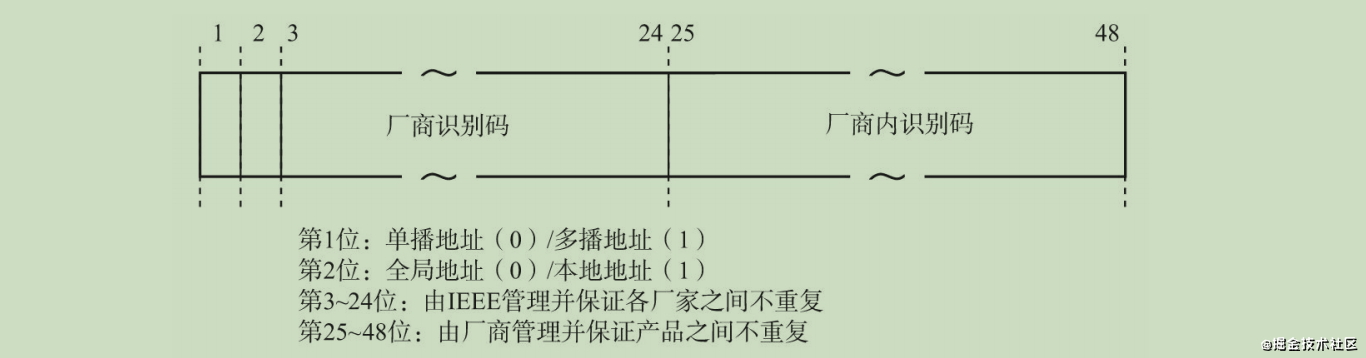 1 2 3 24 25 48
厂商识别码 厂商内识别码
第1位：单播地址（0）/多播地址（1）
第2位：全局地址（0）/本地地址（1）
第3~24位：由IEEE管理并保证各厂家之间不重复
第25~48位：由厂商管理并保证产品之间不重复
@掘金技术社区